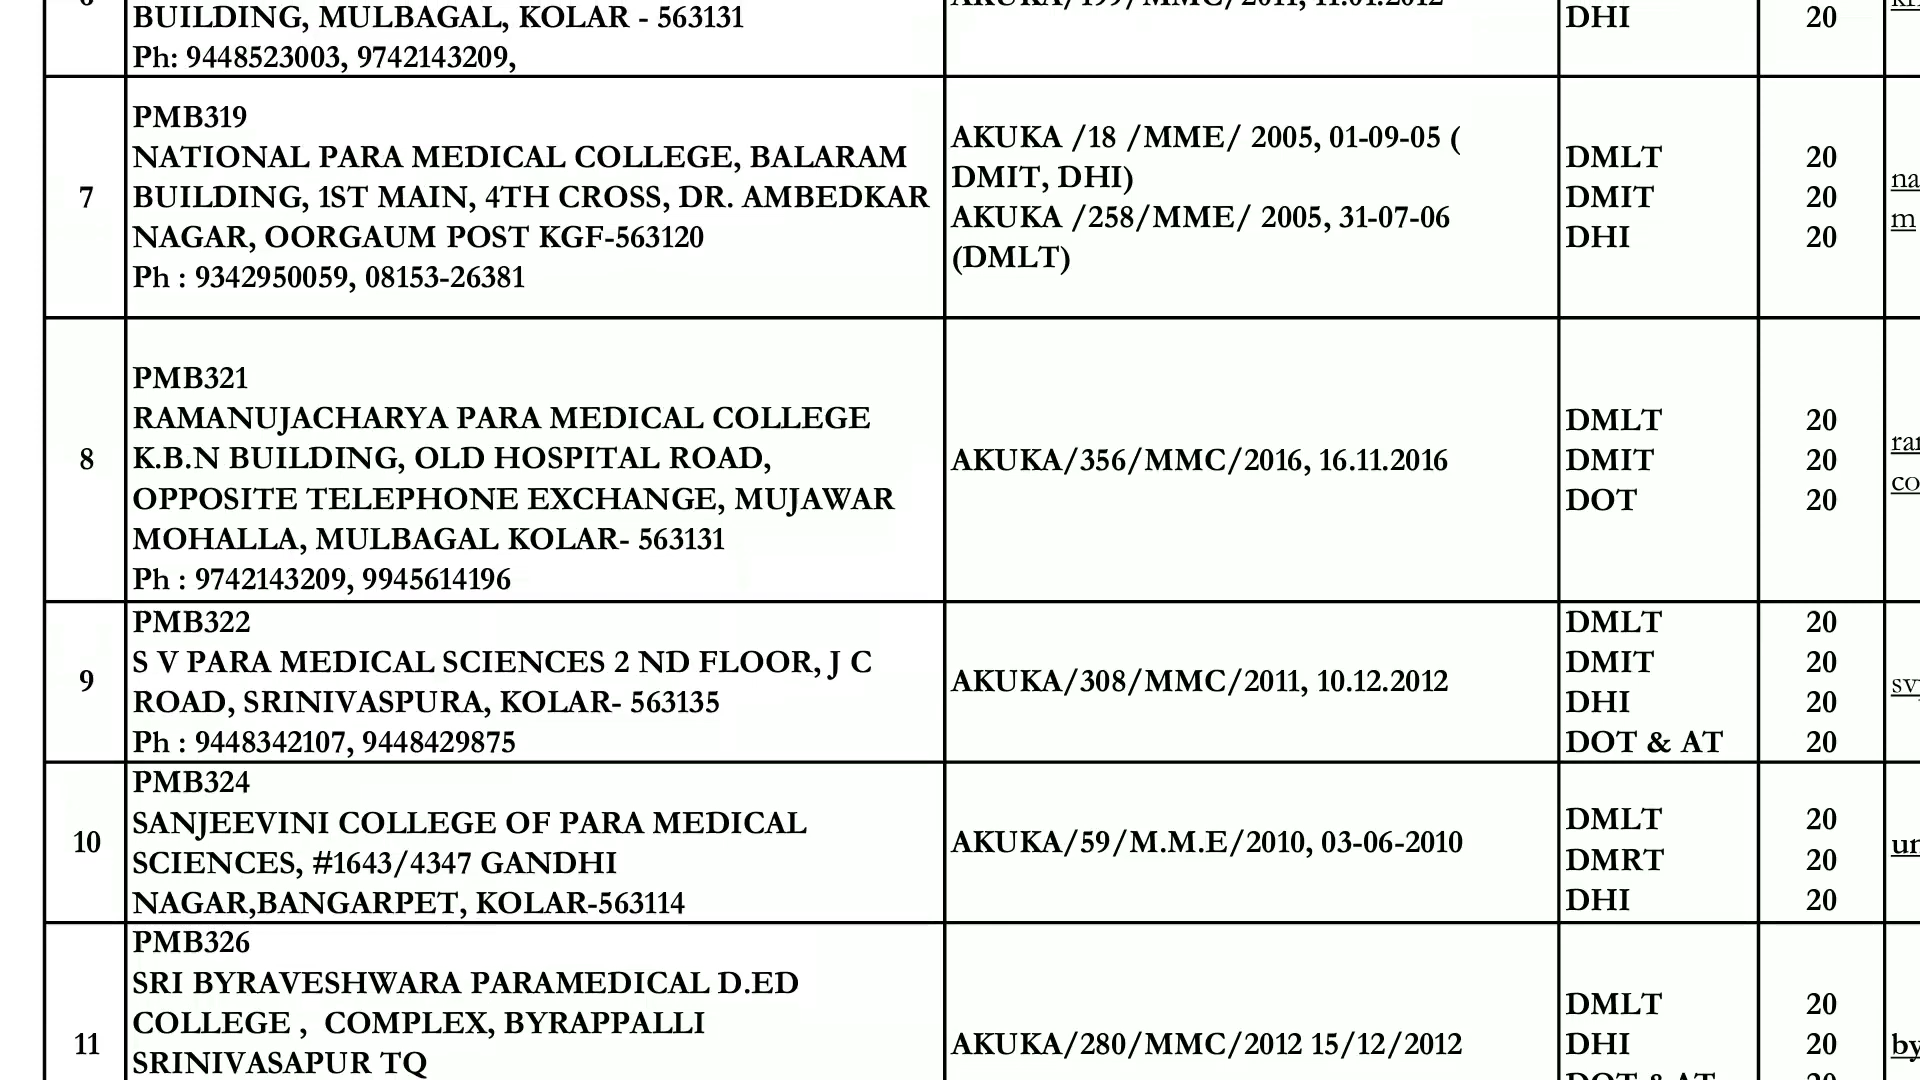 BUILDING, MULBAGAL, KOLAR - 563131
Ph: 9448523003, 9742143209,
DHI
20
7
PMB319
NATIONAL PARA MEDICAL COLLEGE, BALARAM
BUILDING, 1ST MAIN, 4TH CROSS, DR. AMBEDKAR
NAGAR, OORGAUM POST KGF-563120
Ph : 9342950059, 08153-26381
AKUKA /18 /MME/ 2005, 01-09-05 (
DMIT, DHI)
AKUKA /258/MME/ 2005, 31-07-06
(DMLT)
DMLT 20
DMIT 20
DHI 20
na
m
8
PMB321
RAMANUJACHARYA PARA MEDICAL COLLEGE
K.B.N BUILDING, OLD HOSPITAL ROAD,
OPPOSITE TELEPHONE EXCHANGE, MUJAWAR
MOHALLA, MULBAGAL KOLAR- 563131
Ph : 9742143209, 9945614196
AKUKA/356/MMC/2016, 16.11.2016
DMLT 20
DMIT 20
DOT 20
co
9
PMB322
S V PARA MEDICAL SCIENCES 2 ND FLOOR, J C
ROAD, SRINIVASPURA, KOLAR- 563135
Ph : 9448342107, 9448429875
AKUKA/308/MMC/2011, 10.12.2012
DMLT 20
DMIT 20
DHI 20
DOT & AT 20
10
PMB324
SANJEEVINI COLLEGE OF PARA MEDICAL
SCIENCES, #1643/4347 GANDHI
NAGAR,BANGARPET, KOLAR-563114
AKUKA/59/M.M.E/2010, 03-06-2010
DMLT 20
DMRT 20
DHI 20
11
PMB326
SRI BYRAVESHWARA PARAMEDICAL D.ED
COLLEGE ,  COMPLEX, BYRAPPALLI
SRINIVASAPUR TQ
AKUKA/280/MMC/2012 15/12/2012
DMLT 20
DHI 20
by